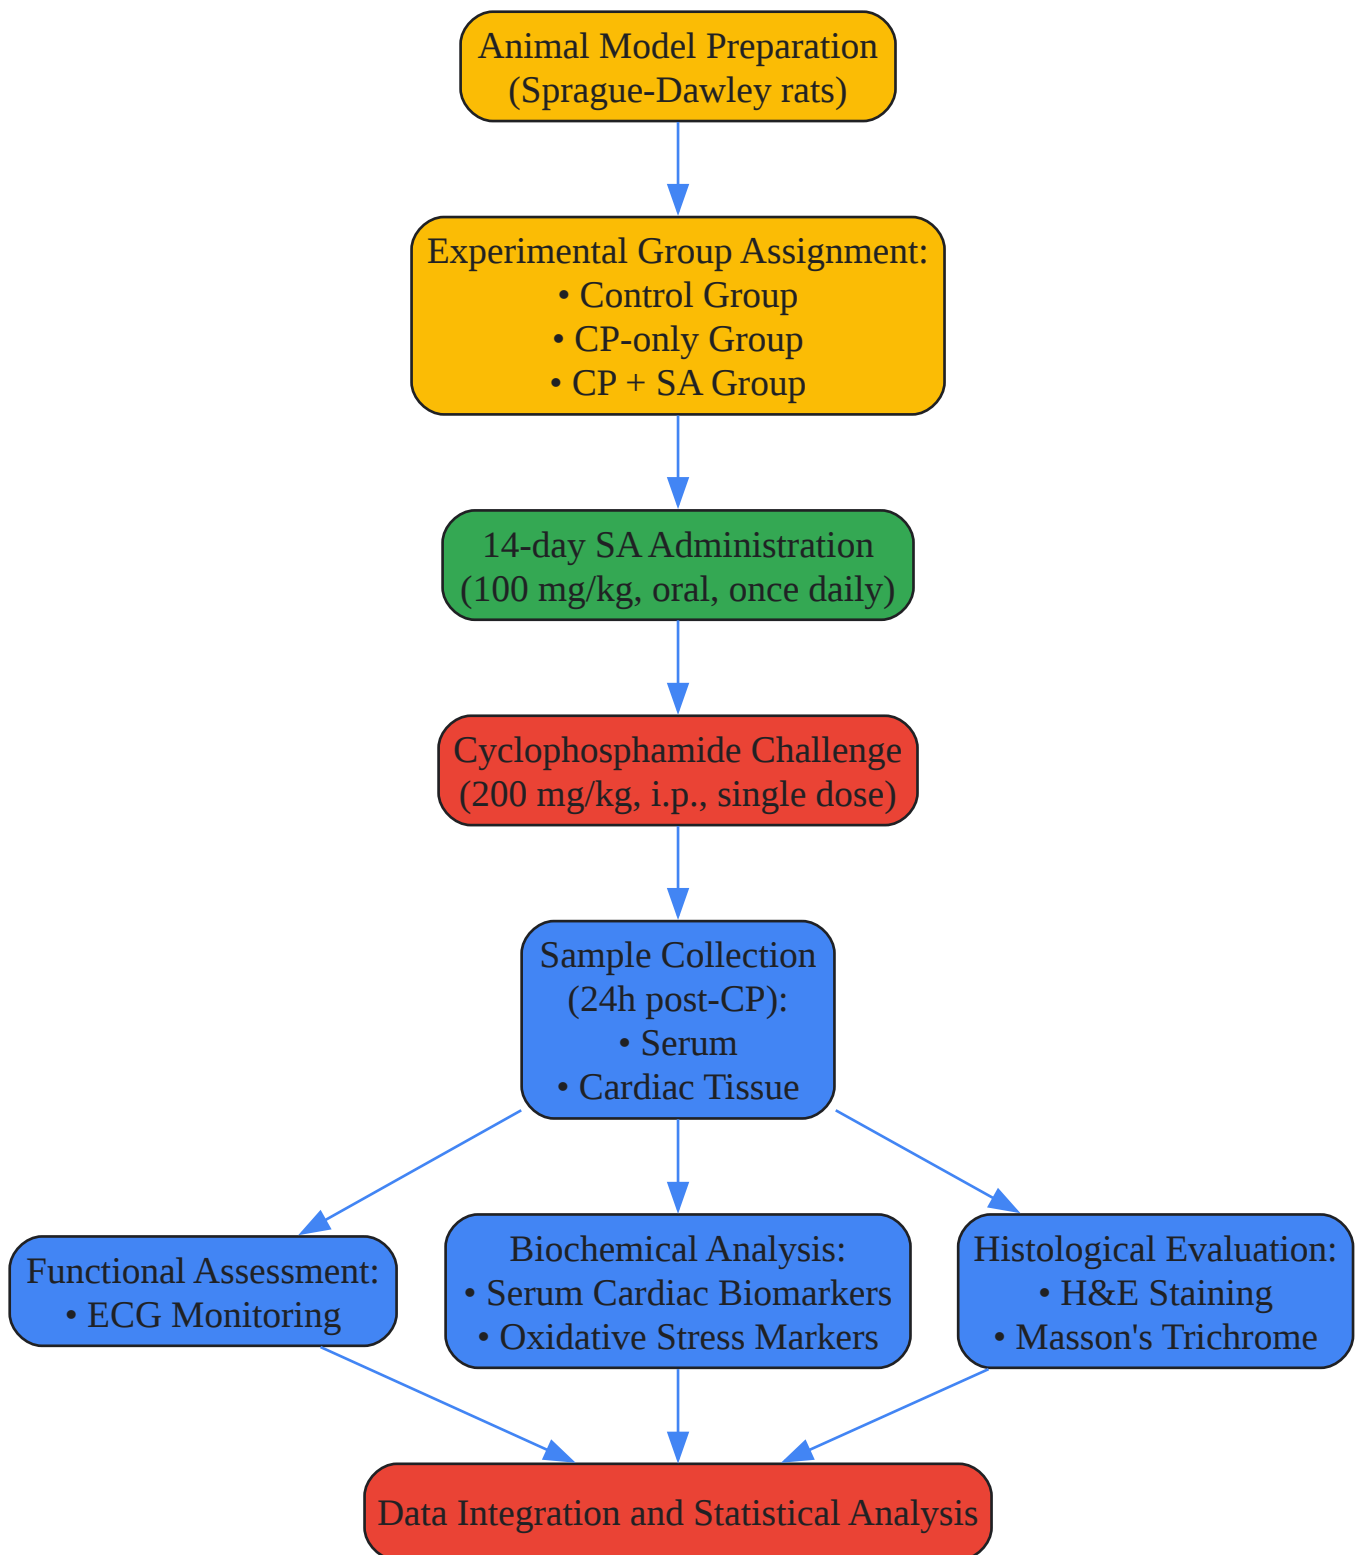 Animal Model Preparation
(Sprague-Dawley rats)
Experimental Group Assignment:
• Control Group
• CP-only Group
• CP + SA Group
14-day SA Administration
(100 mg/kg, oral, once daily)
Cyclophosphamide Challenge
(200 mg/kg, i.p., single dose)
Sample Collection
(24h post-CP):
• Serum
• Cardiac Tissue
Functional Assessment:
• ECG Monitoring
Biochemical Analysis:
• Serum Cardiac Biomarkers
• Oxidative Stress Markers
Histological Evaluation:
• H&E Staining
• Masson's Trichrome
Data Integration and Statistical Analysis